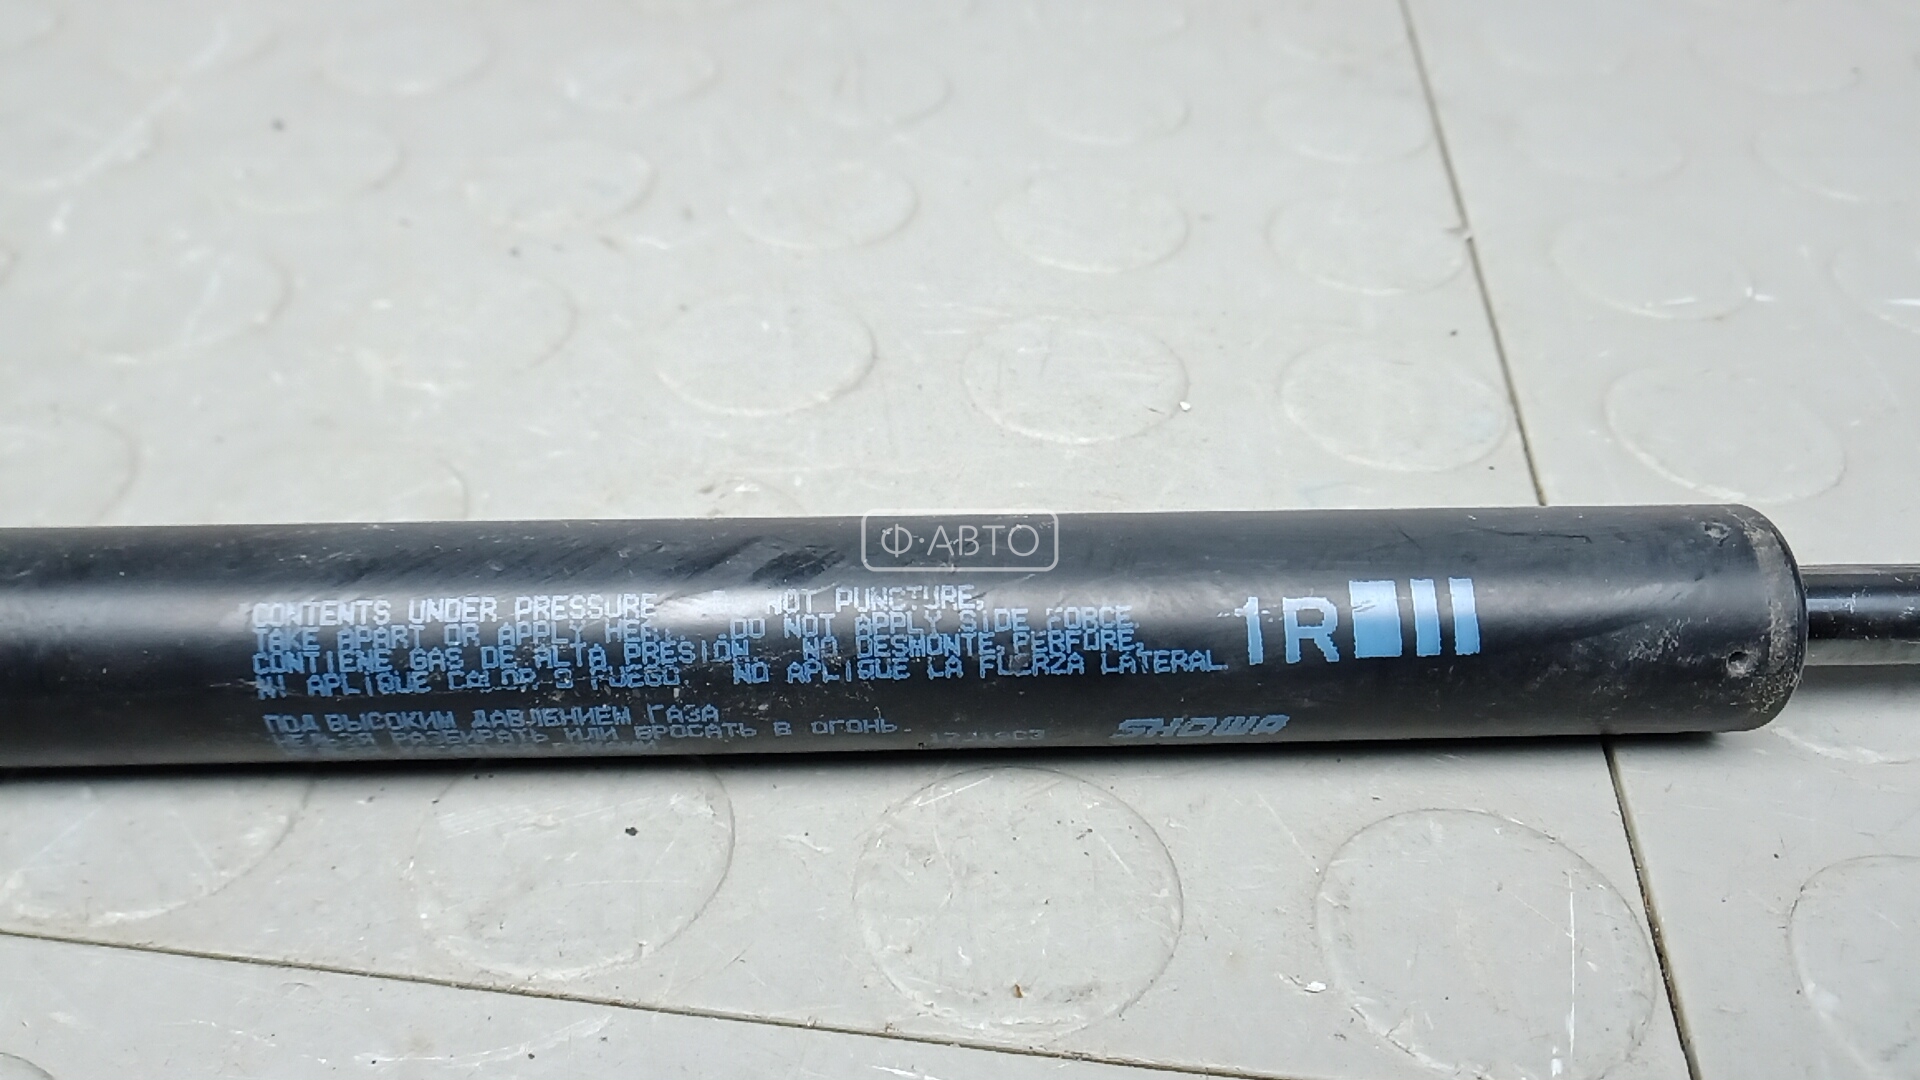 Ф·АВТО
CONTENTS UNDER PRESSURE NOT PUNCTURE,
TAKE APART OR APPLY DO NOT APPLY SIDE FORCE.
CONTIENE GAS DE ALTA PRESIÓN NO DESMONTE, PERFORE,
NI APLIQUE CALOR O FUEGO. NO APLIQUE LA FUERZA LATERAL.
1R
ПОД ВЫСОКИМ ДАВЛЕНИЕМ ГАЗА
РАЗБИРАТЬ ИЛИ БРОСАТЬ В ОГОНЬ.
SHOWA